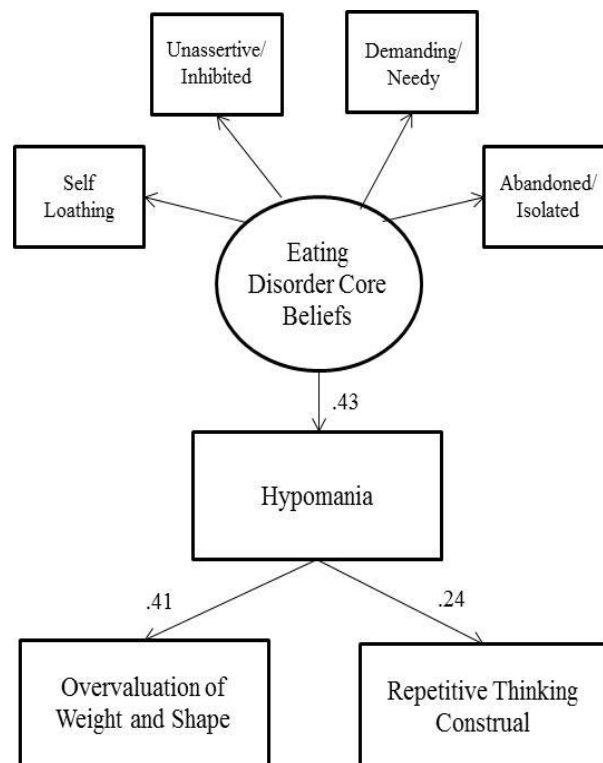 Unassertive/
Inhibited
Demanding/
Needy
Self
Loathing
Abandoned/
Isolated
Eating
Disorder Core
Beliefs
.43
Hypomania
.41
.24
Overvaluation of
Weight and Shape
Repetitive Thinking
Construal